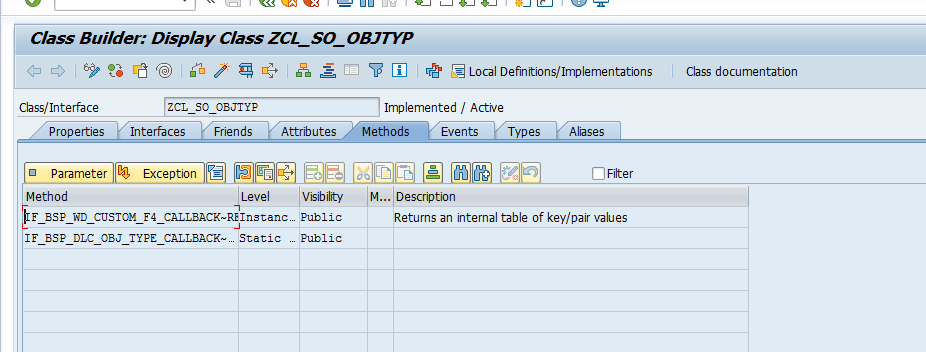 Class Builder: Display Class ZCL_SO_OBJTYP
Local Definitions/Implementations Class documentation
Class/Interface ZCL_SO_OBJTYP Implemented / Active
Properties Interfaces Friends Attributes Methods Events Types Aliases
Parameter Exception Filter
Method Level Visibility M... Description
IF_BSP_WD_CUSTOM_F4_CALLBACK~RE Instanc... Public Returns an internal table of key/pair values
IF_BSP_DLC_OBJ_TYPE_CALLBACK~... Static ... Public